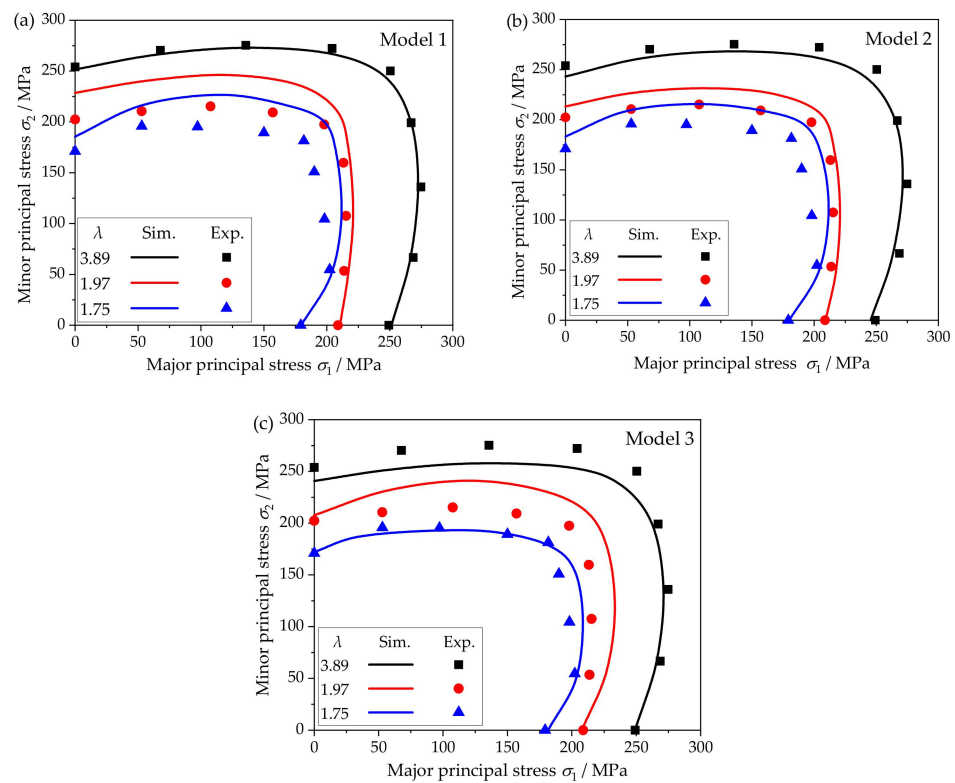 (a)
Model 1
Minor principal stress σ2 / MPa
300
250
200
150
100
50
0
λ Sim. Exp.
3.89
1.97
1.75
0 50 100 150 200 250 300
Major principal stress σ1 / MPa
(b)
Model 2
Minor principal stress σ2 / MPa
300
250
200
150
100
50
0
λ Sim. Exp.
3.89
1.97
1.75
0 50 100 150 200 250 300
Major principal stress σ1 / MPa
(c)
Model 3
Minor principal stress σ2 / MPa
300
250
200
150
100
50
0
λ Sim. Exp.
3.89
1.97
1.75
0 50 100 150 200 250 300
Major principal stress σ1 / MPa